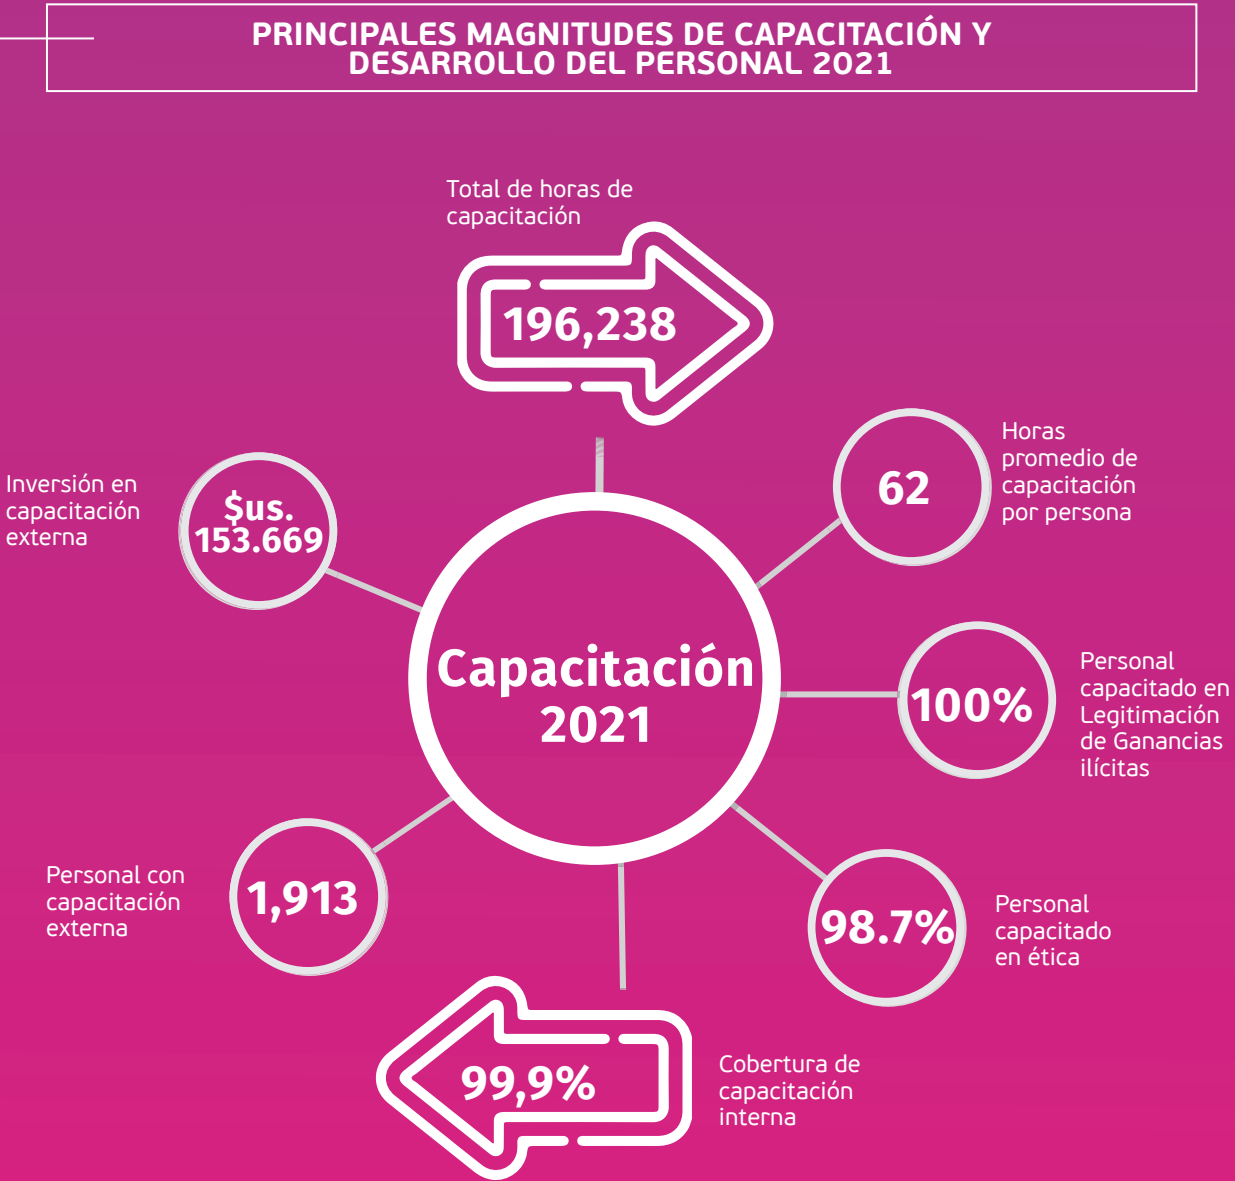 PRINCIPALES MAGNITUDES DE CAPACITACIÓN Y
DESARROLLO DEL PERSONAL 2021
Total de horas de
capacitación
196,238
Horas
promedio de
capacitación
por persona
62
Inversión en
capacitación
externa
$us.
153.669
Capacitación
2021
100%
Personal
capacitado en
Legitimación
de Ganancias
ilícitas
Personal con
capacitación
externa
1,913
98.7%
Personal
capacitado
en ética
99,9%
Cobertura de
capacitación
interna